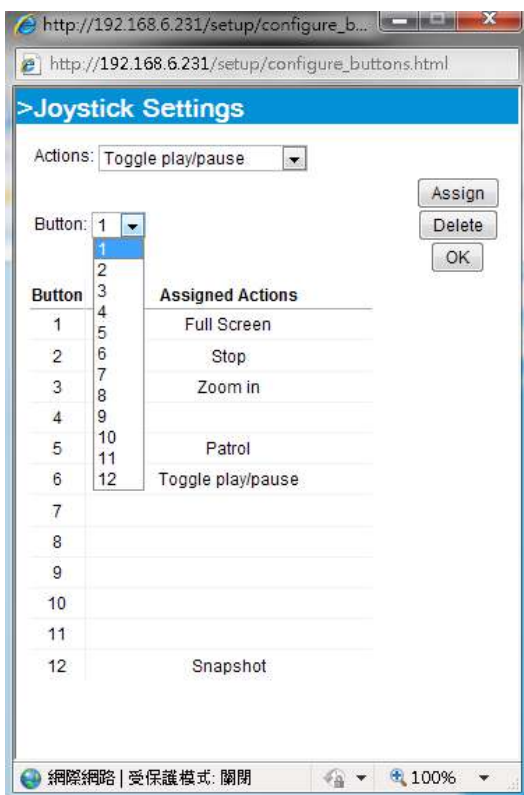 http://192.168.6.231/setup/configure_b...
http://192.168.6.231/setup/configure_buttons.html
>Joystick Settings
Actions: Toggle play/pause
Assign
Button: 1
Delete
OK
1
2
3
4
5
6
7
8
9
10
11
12
Button Assigned Actions
1 Full Screen
2 Stop
3 Zoom in
4
5 Patrol
6 Toggle play/pause
7
8
9
10
11
12 Snapshot
網際網路 | 受保護模式: 關閉 100%